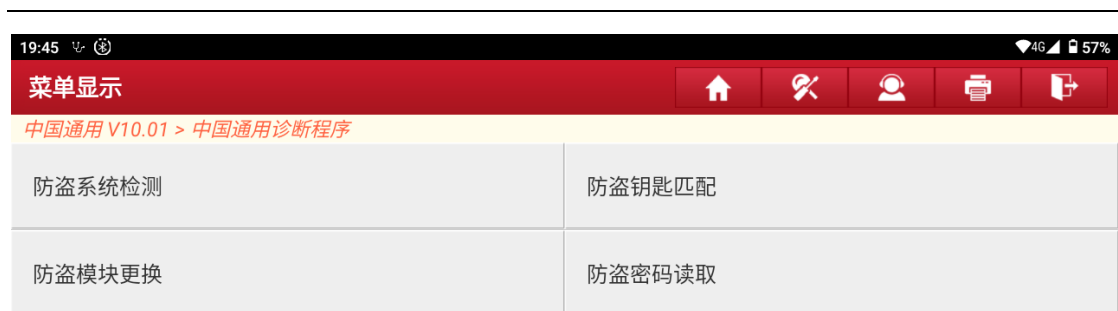 19:45 4G 57%
菜单显示
中国通用 V10.01 > 中国通用诊断程序
防盗系统检测 防盗钥匙匹配
防盗模块更换 防盗密码读取